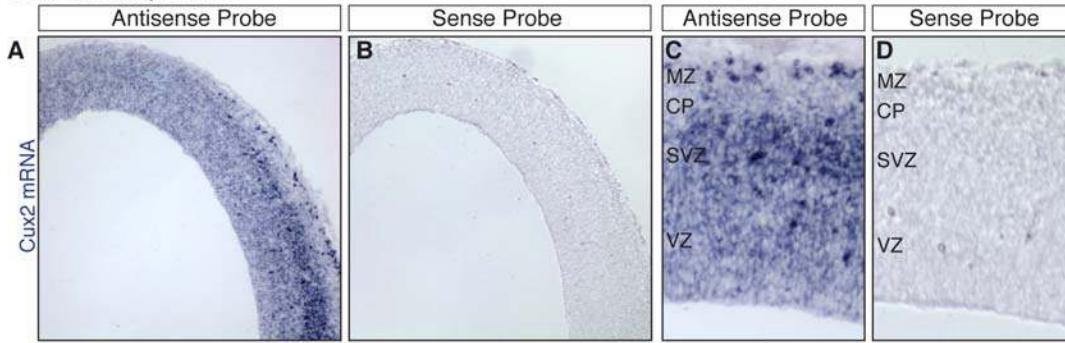 Antisense Probe Sense Probe Antisense Probe Sense Probe
A B C D
MZ MZ
CP CP
SVZ SVZ
VZ VZ
Cux2 mRNA